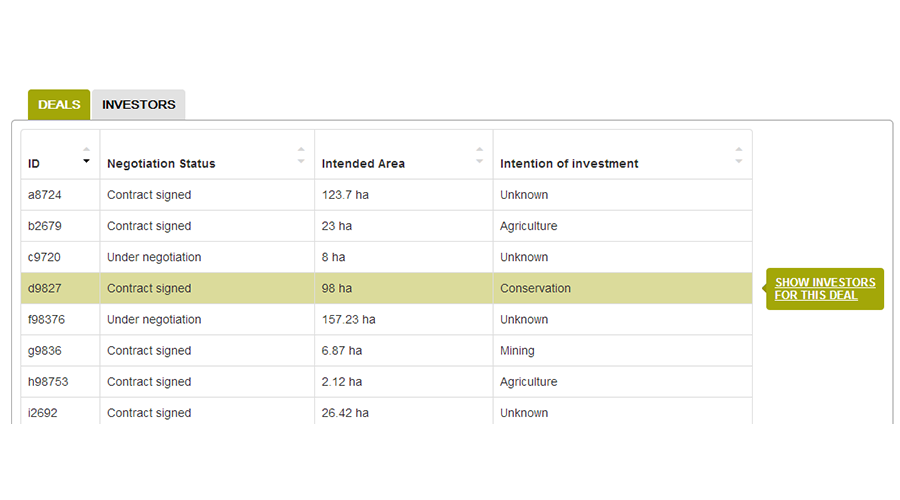 DEALS INVESTORS
ID Negotiation Status Intended Area Intention of investment
a8724 Contract signed 123.7 ha Unknown
b2679 Contract signed 23 ha Agriculture
c9720 Under negotiation 8 ha Unknown
d9827 Contract signed 98 ha Conservation
SHOW INVESTORS
FOR THIS DEAL
f98376 Under negotiation 157.23 ha Unknown
g9836 Contract signed 6.87 ha Mining
h98753 Contract signed 2.12 ha Agriculture
i2692 Contract signed 26.42 ha Unknown